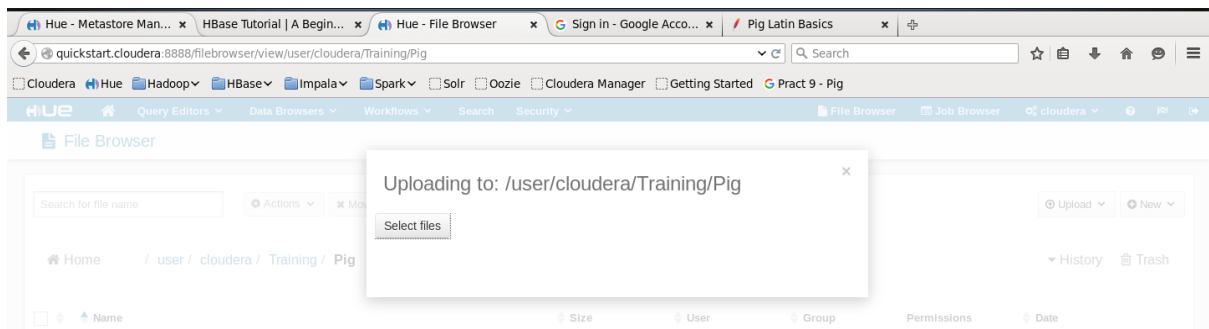 Hue - Metastore Man... HBase Tutorial | A Begin... Hue - File Browser Sign in - Google Acco... Pig Latin Basics
quickstart.cloudera:8888/filebrowser/view/user/cloudera/Training/Pig Search
Cloudera Hue Hadoop HBase Impala Spark Solr Oozie Cloudera Manager Getting Started Pract 9 - Pig
HUE Query Editors Data Browsers Workflows Search Security File Browser Job Browser cloudera
File Browser
Uploading to: /user/cloudera/Training/Pig ×
Search for file name Actions Mov Upload New
Select files
Home / user / cloudera / Training / Pig History Trash
Name Size User Group Permissions Date